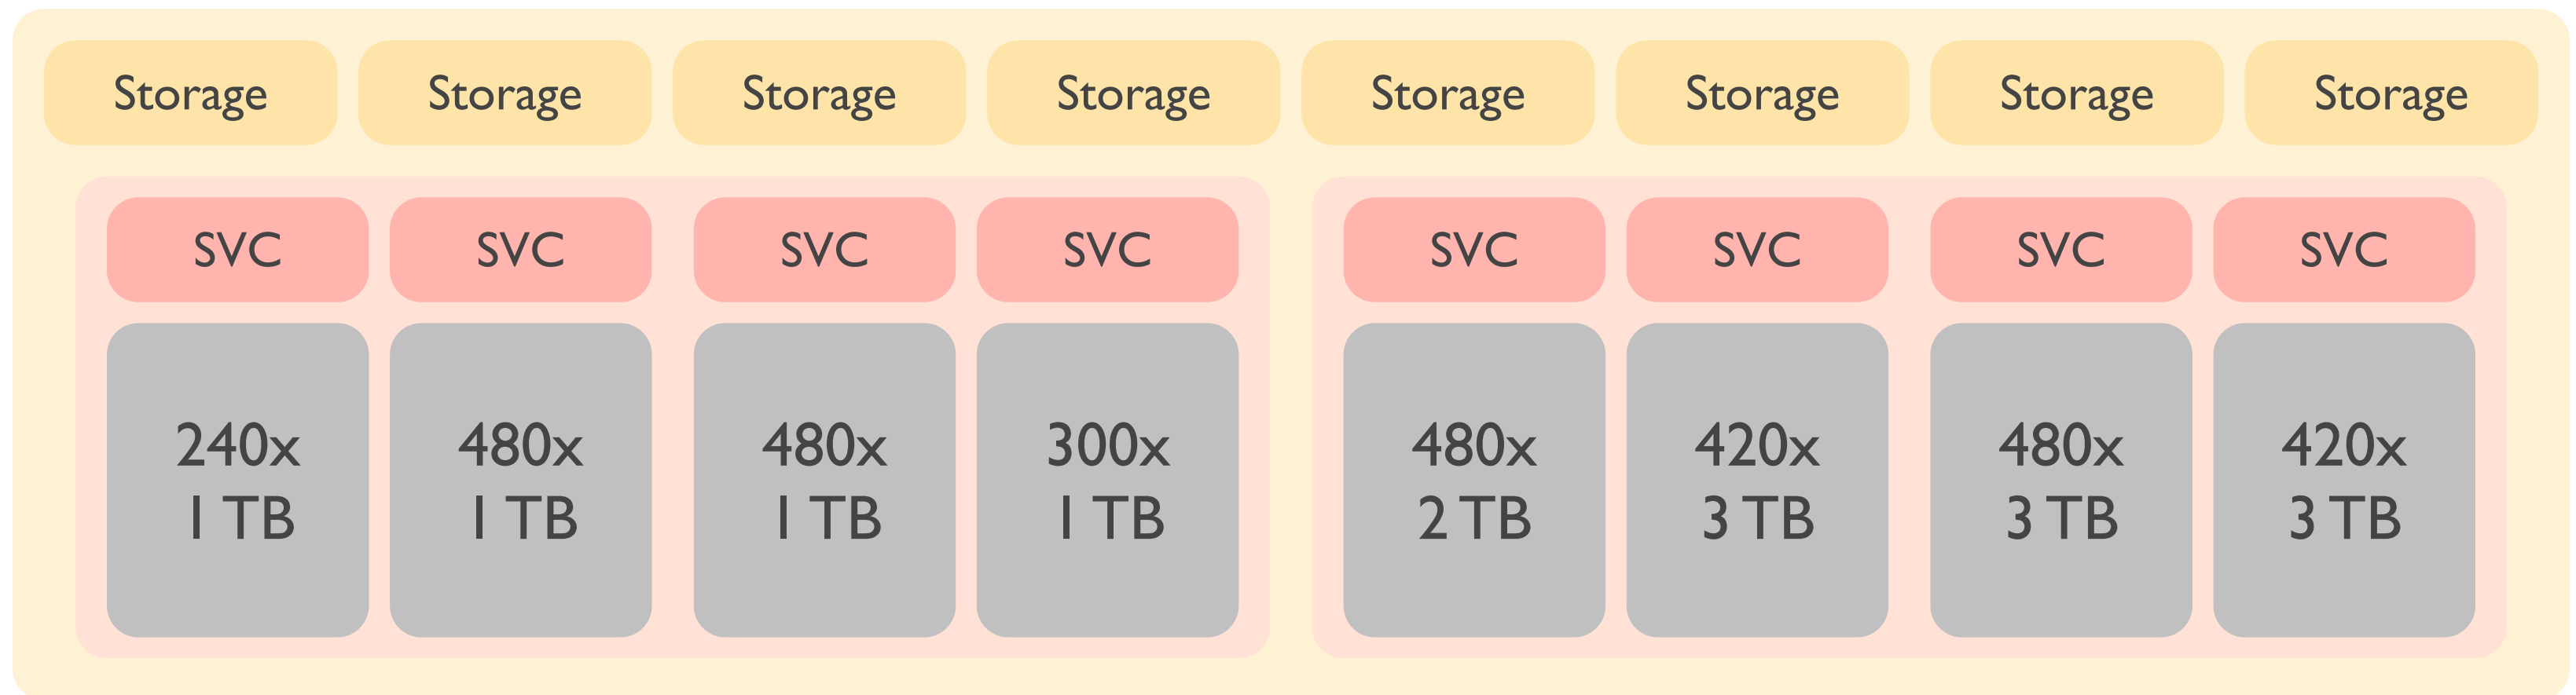 Storage Storage Storage Storage Storage Storage Storage Storage
SVC SVC SVC SVC SVC SVC SVC SVC
240x 480x 480x 300x 480x 420x 480x 420x
1 TB 1 TB 1 TB 1 TB 2 TB 3 TB 3 TB 3 TB